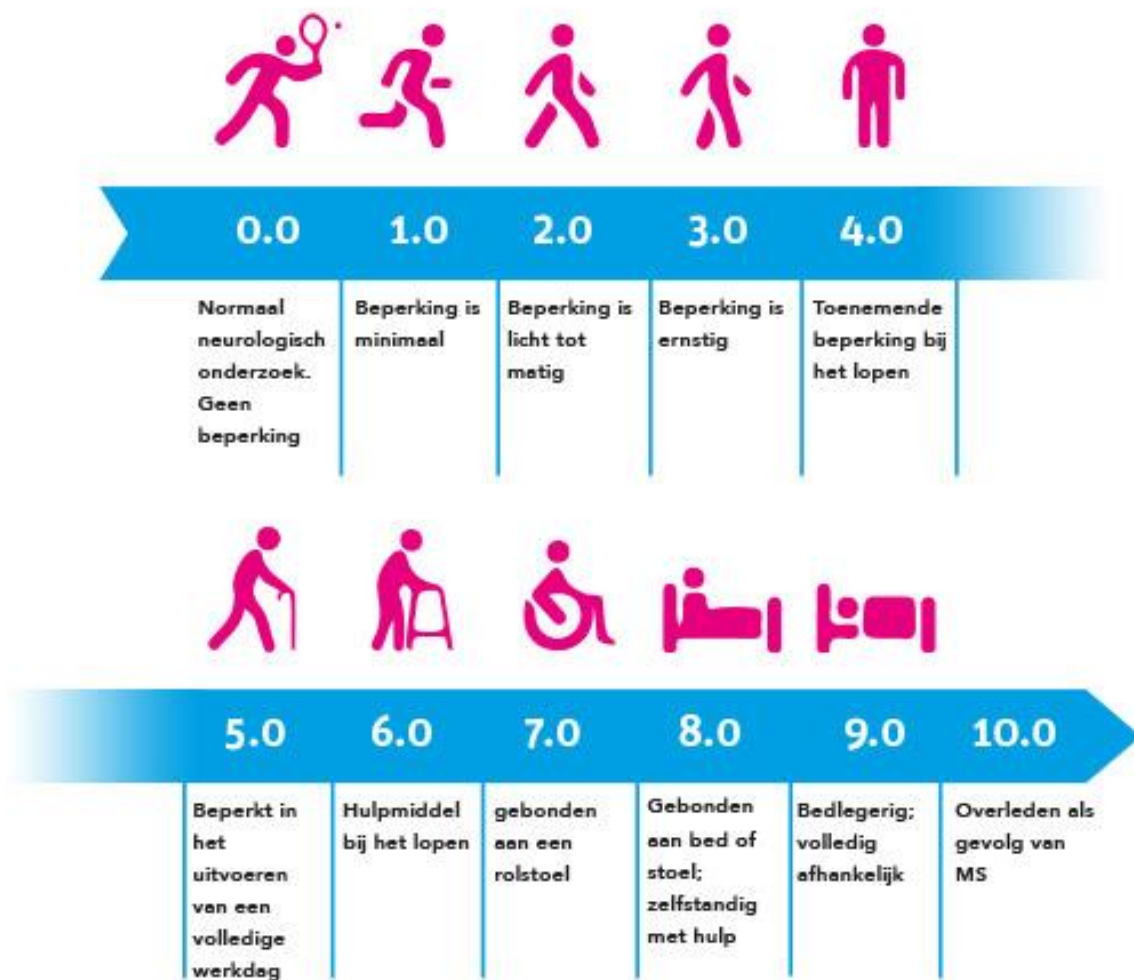 0.0 1.0 2.0 3.0 4.0
Normaal
neurologisch
onderzoek.
Geen
beperking
Beperking is
minimaal
Beperking is
licht tot
matig
Beperking is
ernstig
Toenemende
beperking bij
het lopen
5.0 6.0 7.0 8.0 9.0 10.0
Beperkt in
het
uitvoeren
van een
volledige
werkdag
Hulpmiddel
bij het lopen
gebonden
aan een
rolstoel
Gebonden
aan bed of
stoel;
zelfstandig
met hulp
Bedlegerig;
volledig
afhankelijk
Overleden als
gevolg van
MS